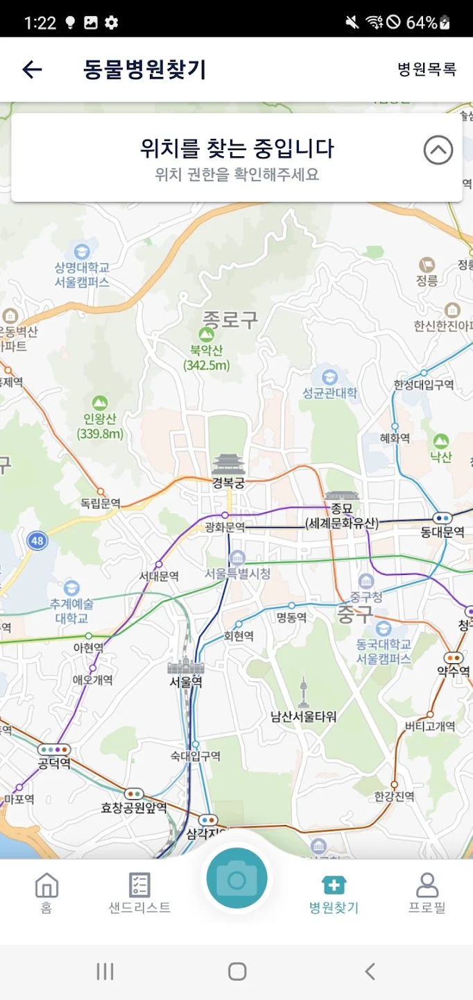 1:22
64%
동물병원찾기
병원목록
위치를 찾는 중입니다
위치 권한을 확인해주세요
상명대학교
서울캠퍼스
정릉
종로구
한신한진아
북악산
(342.5m)
성균관대학
한성대입구역
인왕산
(339.8m)
혜화역
낙산
구
경복궁
독립문역
종묘
(세계문화유산)
광화문역
동대문역
48
서대문역
서울특별시청
중구청
추계예술
대학교
명동역
중구
회현역
동국대학교
서울캠퍼스
아현역
약수역
애오개역
서울역
남산서울타워
버티고개역
숙대입구역
공덕역
마포역
효창공원앞역
한강진역
삼각지
홈
샌드리스트
병원찾기
프로필